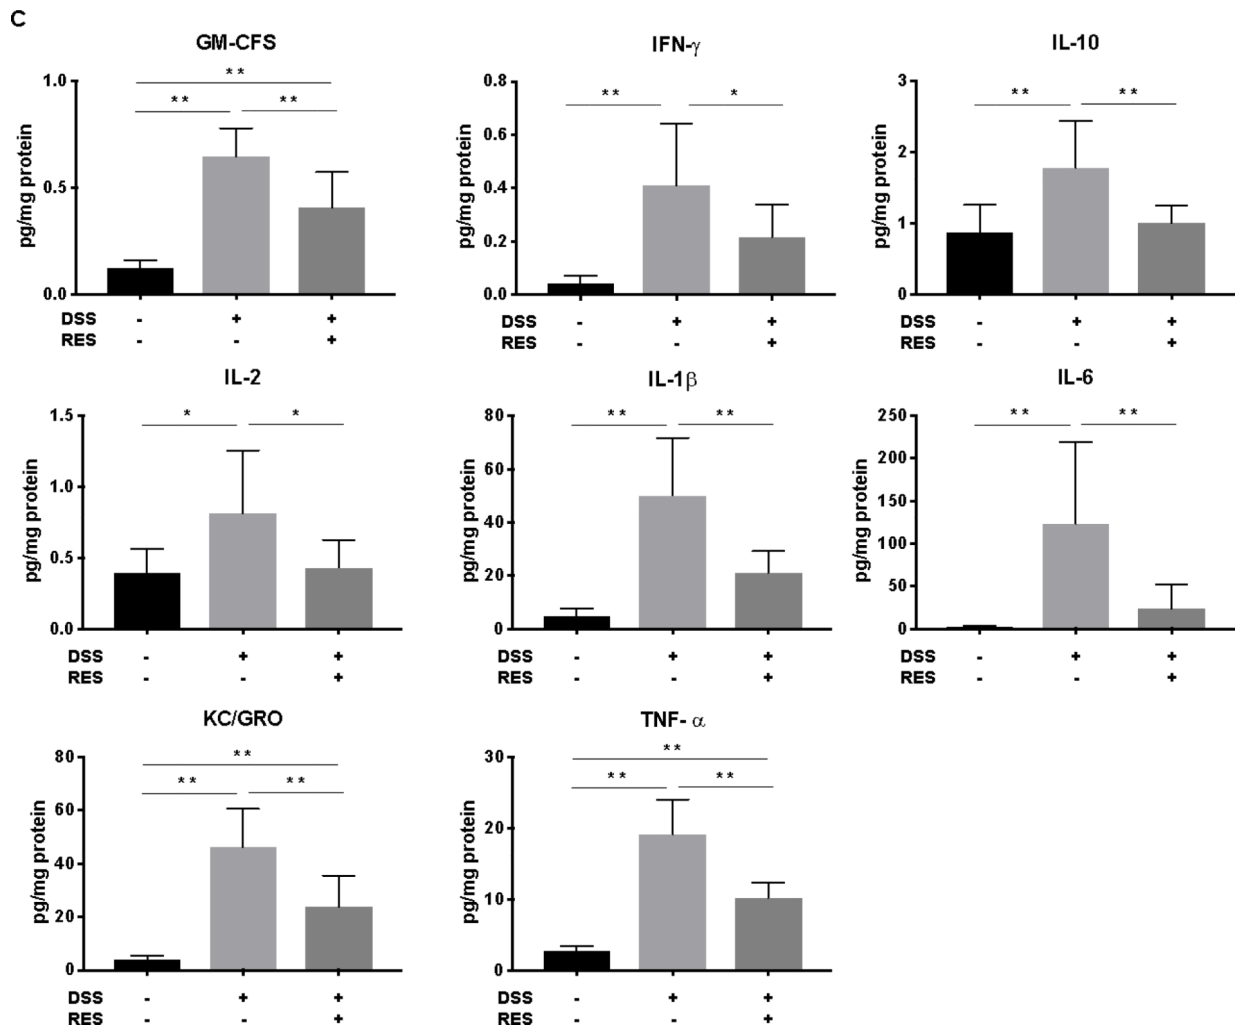 C
GM-CFS
IFN-γ
IL-10
pg/mg protein
1.0
0.5
0.0
**
**
**
DSS - + +
RES - - +
pg/mg protein
0.8
0.6
0.4
0.2
0.0
**
*
DSS - + +
RES - - +
pg/mg protein
3
2
1
0
**
**
DSS - + +
RES - - +
IL-2
IL-1β
IL-6
pg/mg protein
1.5
1.0
0.5
0.0
*
*
DSS - + +
RES - - +
pg/mg protein
80
60
40
20
0
**
**
DSS - + +
RES - - +
pg/mg protein
250
200
150
100
50
0
**
**
DSS - + +
RES - - +
KC/GRO
TNF- α
pg/mg protein
80
60
40
20
0
**
**
**
DSS - + +
RES - - +
pg/mg protein
30
20
10
0
**
**
**
DSS - + +
RES - - +